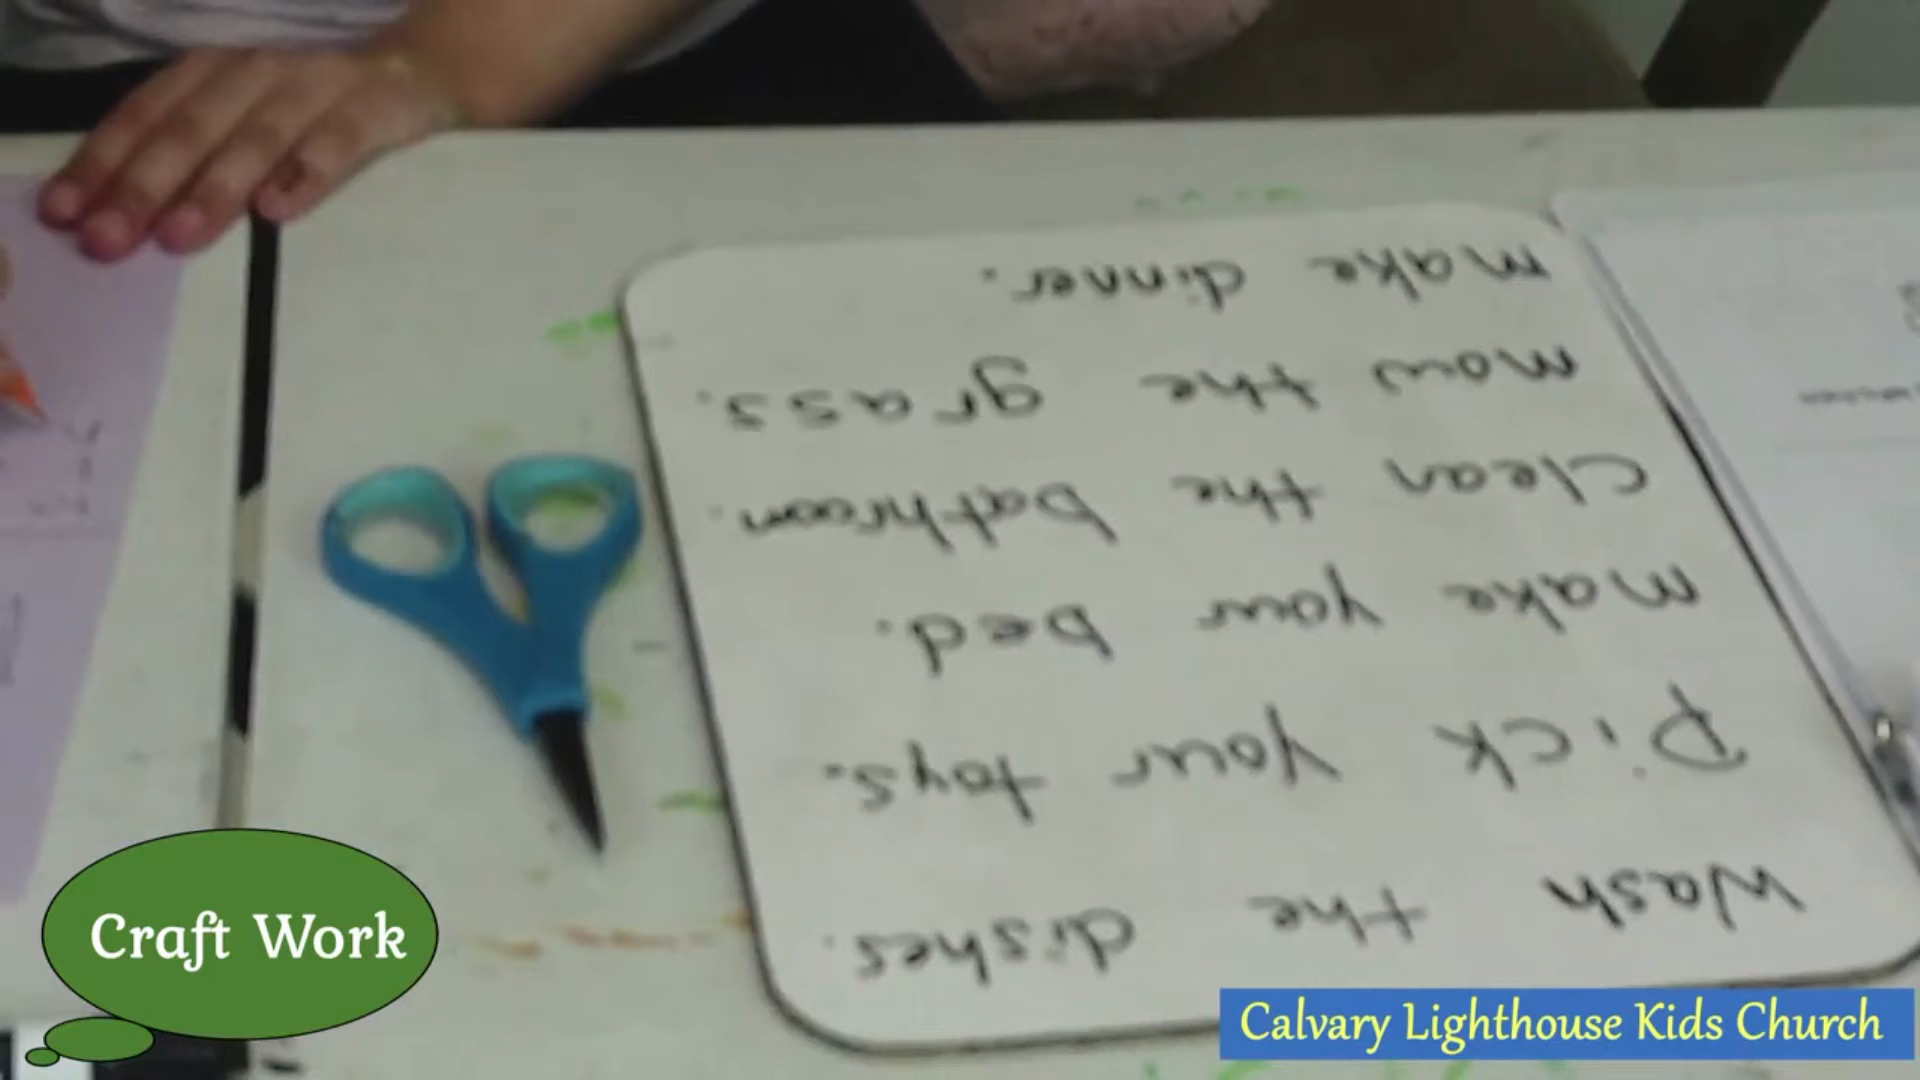 Wash the dishes.
Pick your toys.
make your bed.
clean the bathroom.
mow the grass.
make dinner.
Craft Work
Calvary Lighthouse Kids Church